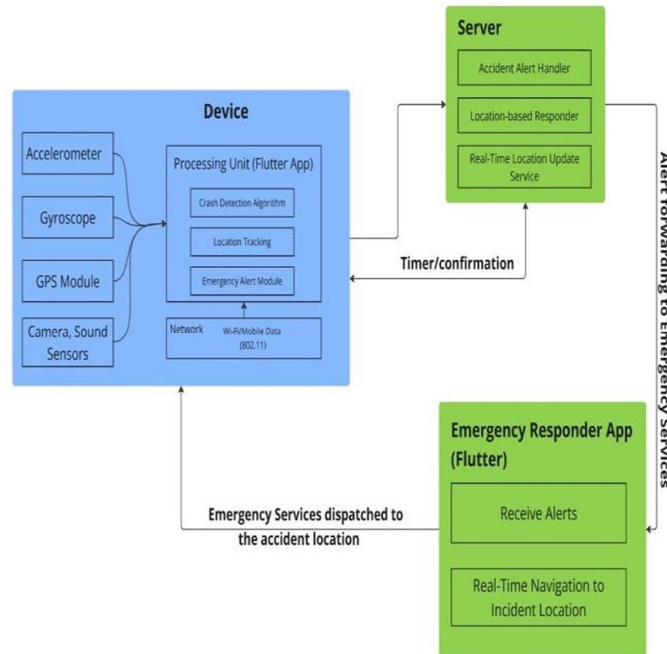 Device
Accelerometer
Gyroscope
GPS Module
Camera, Sound
Sensors
Processing Unit (Flutter App)
Crash Detection Algorithm
Location Tracking
Emergency Alert Module
Network
Wi-Fi/Mobile Data
(802.11)
Server
Accident Alert Handler
Location-based Responder
Real-Time Location Update
Service
Timer/confirmation
Alert forwarding to Emergency Services
Emergency Responder App
(Flutter)
Receive Alerts
Real-Time Navigation to
Incident Location
Emergency Services dispatched to
the accident location